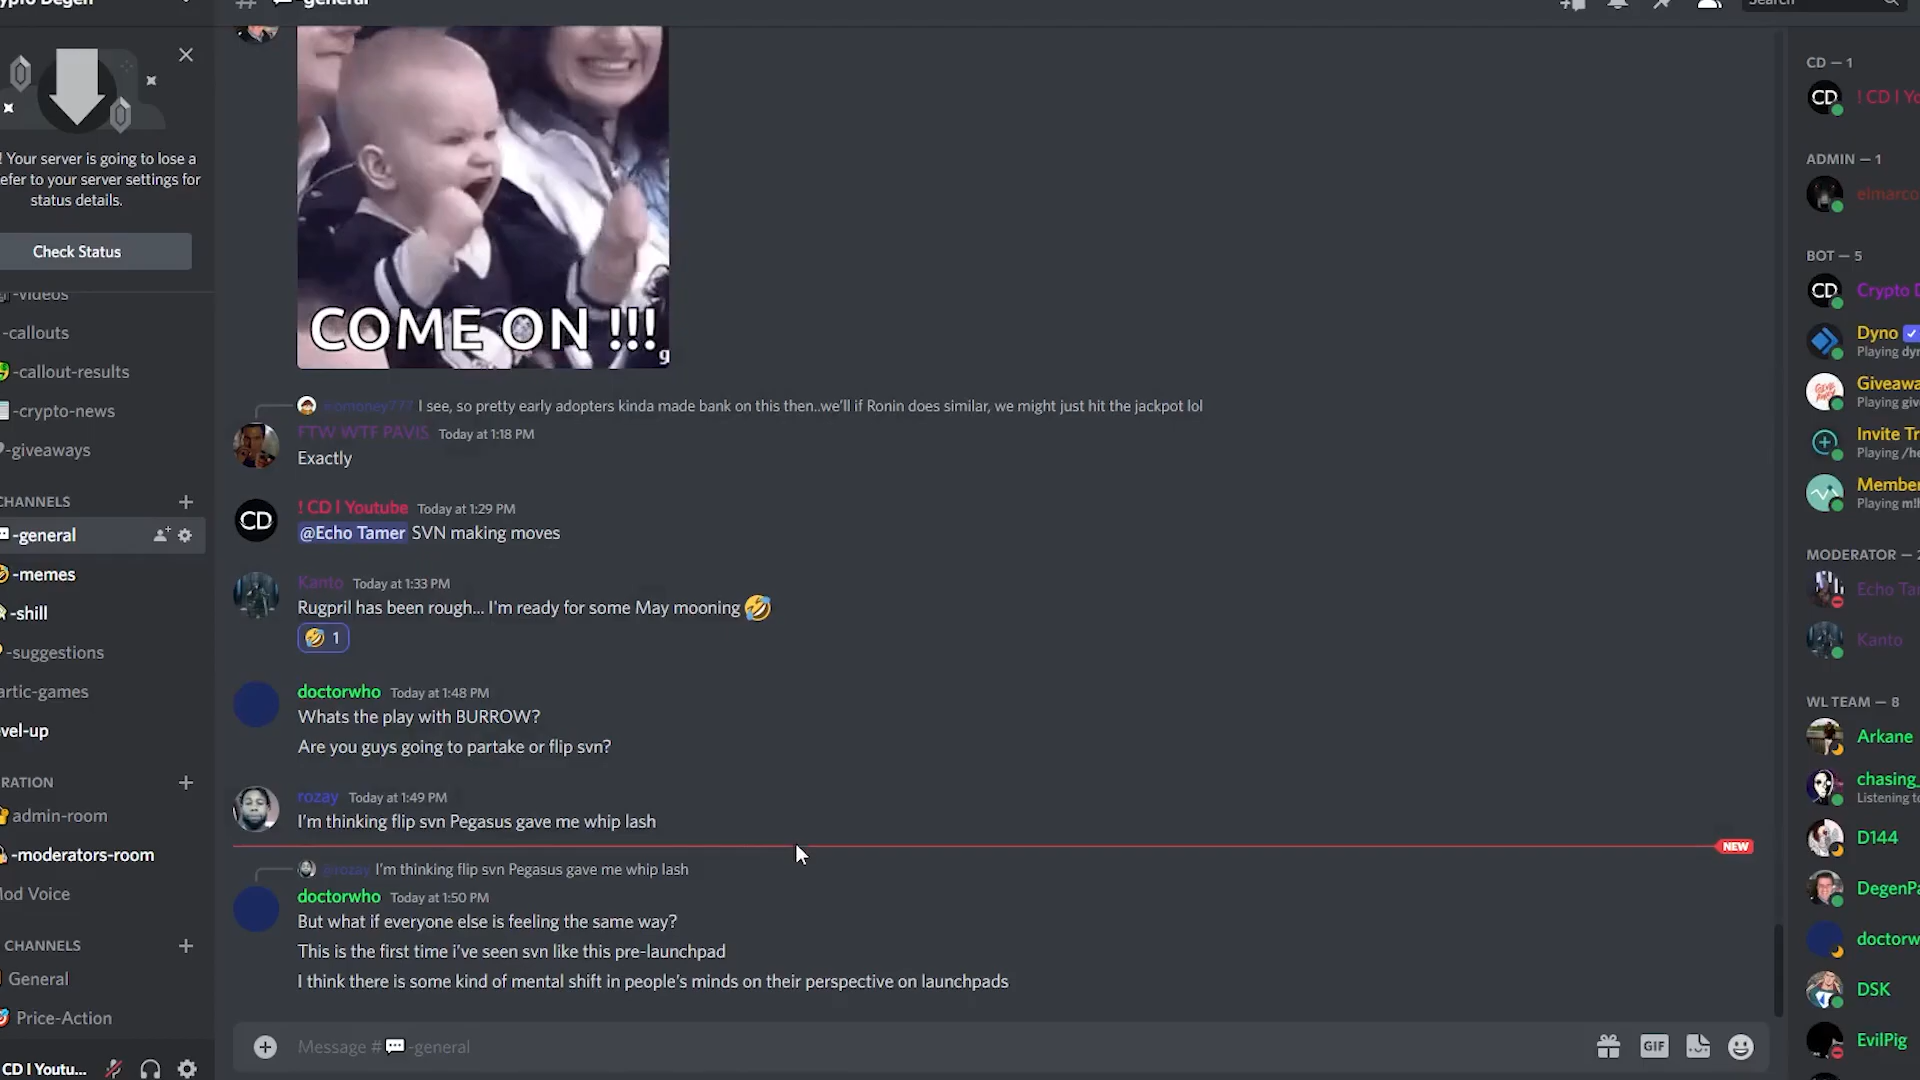 general
Search
! Your server is going to lose a
efer to your server settings for
status details.
Check Status
-videos
-callouts
-callout-results
-crypto-news
-giveaways
CHANNELS
-general
-memes
-shill
-suggestions
artic-games
vel-up
RATION
admin-room
-moderators-room
Mod Voice
CHANNELS
General
Price-Action
CD l Youtu...
COME ON !!!
I see, so pretty early adopters kinda made bank on this then..we'll if Ronin does similar, we might just hit the jackpot lol
FTW WTF PAVIS Today at 1:18 PM
Exactly
CD
! CD l Youtube Today at 1:29 PM
@Echo Tamer SVN making moves
Kanto Today at 1:33 PM
Rugpril has been rough... I'm ready for some May mooning 🤣
🤣 1
doctorwho Today at 1:48 PM
Whats the play with BURROW?
Are you guys going to partake or flip svn?
rozay Today at 1:49 PM
I'm thinking flip svn Pegasus gave me whip lash
NEW
@rozay I'm thinking flip svn Pegasus gave me whip lash
doctorwho Today at 1:50 PM
But what if everyone else is feeling the same way?
This is the first time i've seen svn like this pre-launchpad
I think there is some kind of mental shift in people's minds on their perspective on launchpads
Message # 💬 -general
GIF
CD — 1
CD ! CD l Yo
ADMIN — 1
elmarco
BOT — 5
CD Crypto D
Dyno
Playing dyn
Giveawa
Playing giv
Invite Tr
Playing /he
Member
Playing m!h
MODERATOR — 2
Echo Ta
Kanto
WL TEAM — 8
Arkane
chasing_
Listening to
D144
DegenPa
doctorw
DSK
EvilPig